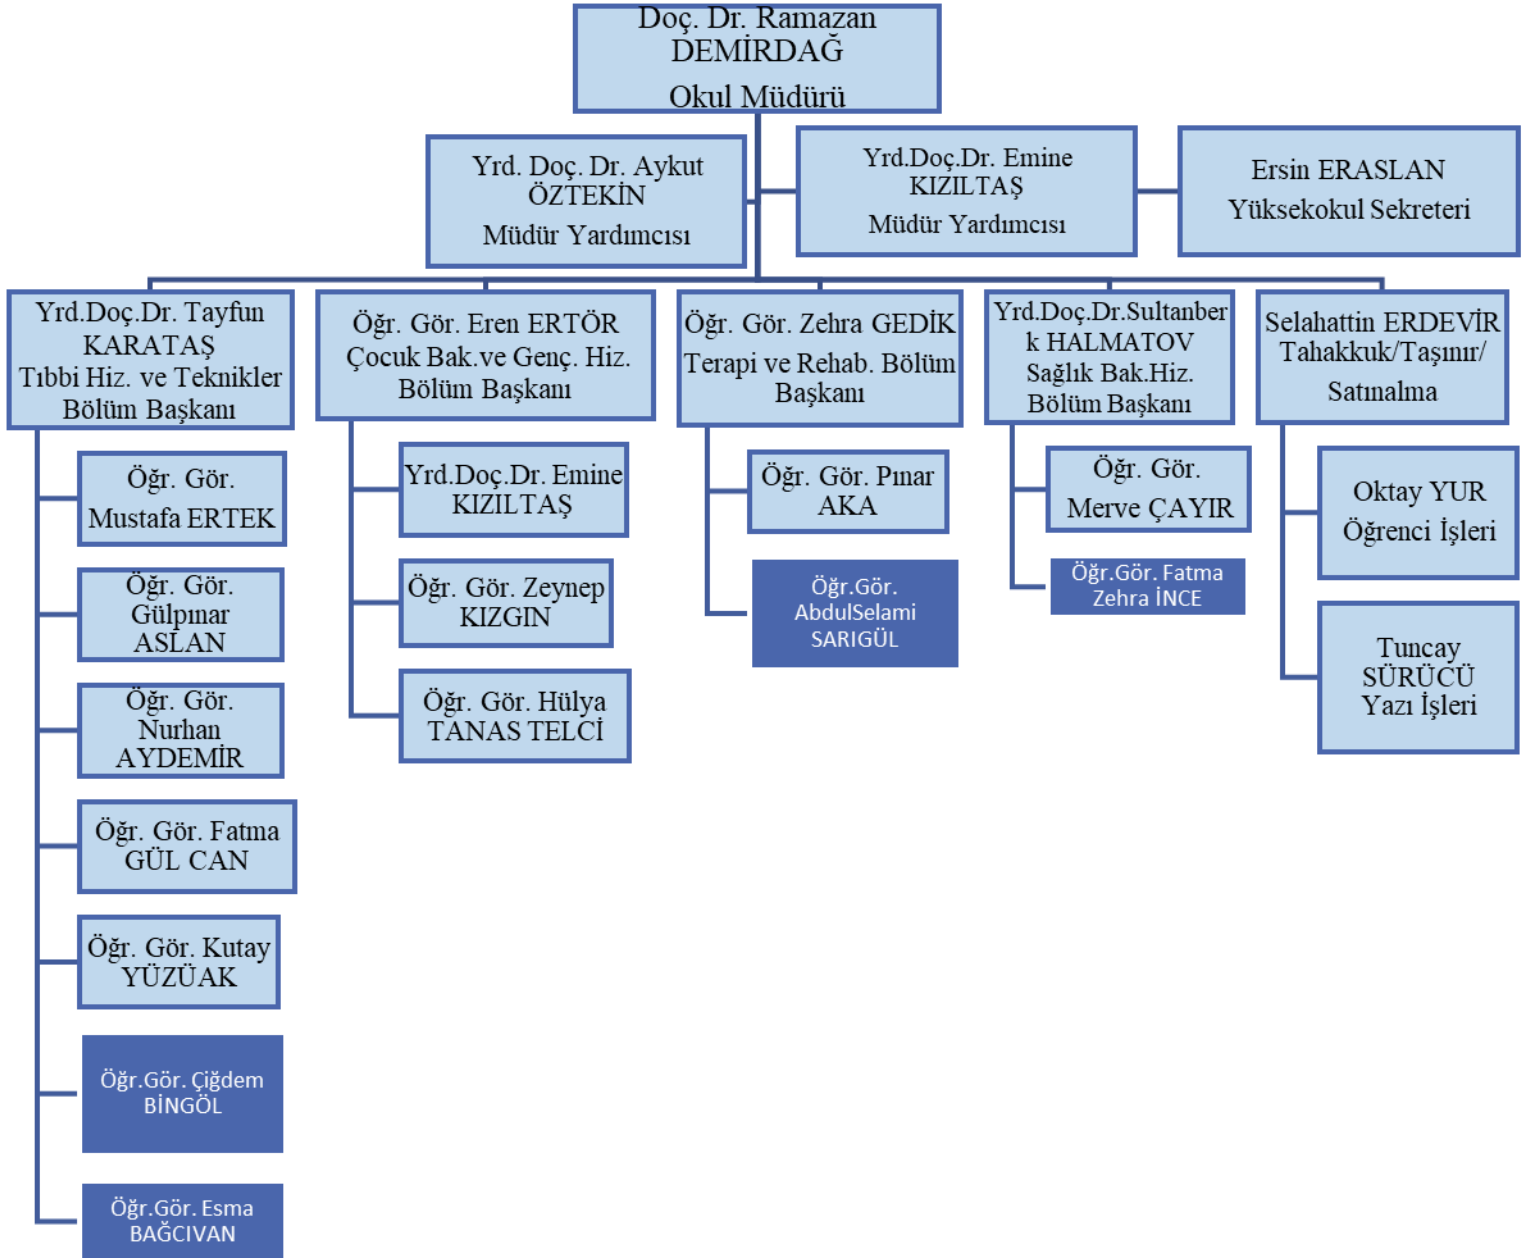 Doç. Dr. Ramazan
DEMİRDAĞ
Okul Müdürü
Yrd. Doç. Dr. Aykut
ÖZTEKİN
Müdür Yardımcısı
Yrd.Doç.Dr. Emine
KIZILTAŞ
Müdür Yardımcısı
Ersin ERASLAN
Yüksekokul Sekreteri
Yrd.Doç.Dr. Tayfun
KARATAŞ
Tıbbi Hiz. ve Teknikler
Bölüm Başkanı
Öğr. Gör.
Mustafa ERTEK
Öğr. Gör.
Gülpınar
ASLAN
Öğr. Gör.
Nurhan
AYDEMİR
Öğr. Gör. Fatma
GÜL CAN
Öğr. Gör. Kutay
YÜZÜAK
Öğr.Gör. Çiğdem
BİNGÖL
Öğr.Gör. Esma
BAĞCIVAN
Öğr. Gör. Eren ERTÖR
Çocuk Bak.ve Genç. Hiz.
Bölüm Başkanı
Yrd.Doç.Dr. Emine
KIZILTAŞ
Öğr. Gör. Zeynep
KIZGIN
Öğr. Gör. Hülya
TANAS TELCİ
Öğr. Gör. Zehra GEDİK
Terapi ve Rehab. Bölüm
Başkanı
Öğr. Gör. Pınar
AKA
Öğr.Gör.
AbdulSelami
SARIGÜL
Yrd.Doç.Dr.Sultanber
k HALMATOV
Sağlık Bak.Hiz.
Bölüm Başkanı
Öğr. Gör.
Merve ÇAYIR
Öğr.Gör. Fatma
Zehra İNCE
Selahattin ERDEVİR
Tahakkuk/Taşınır/
Satınalma
Oktay YUR
Öğrenci İşleri
Tuncay
SÜRÜCÜ
Yazı İşleri